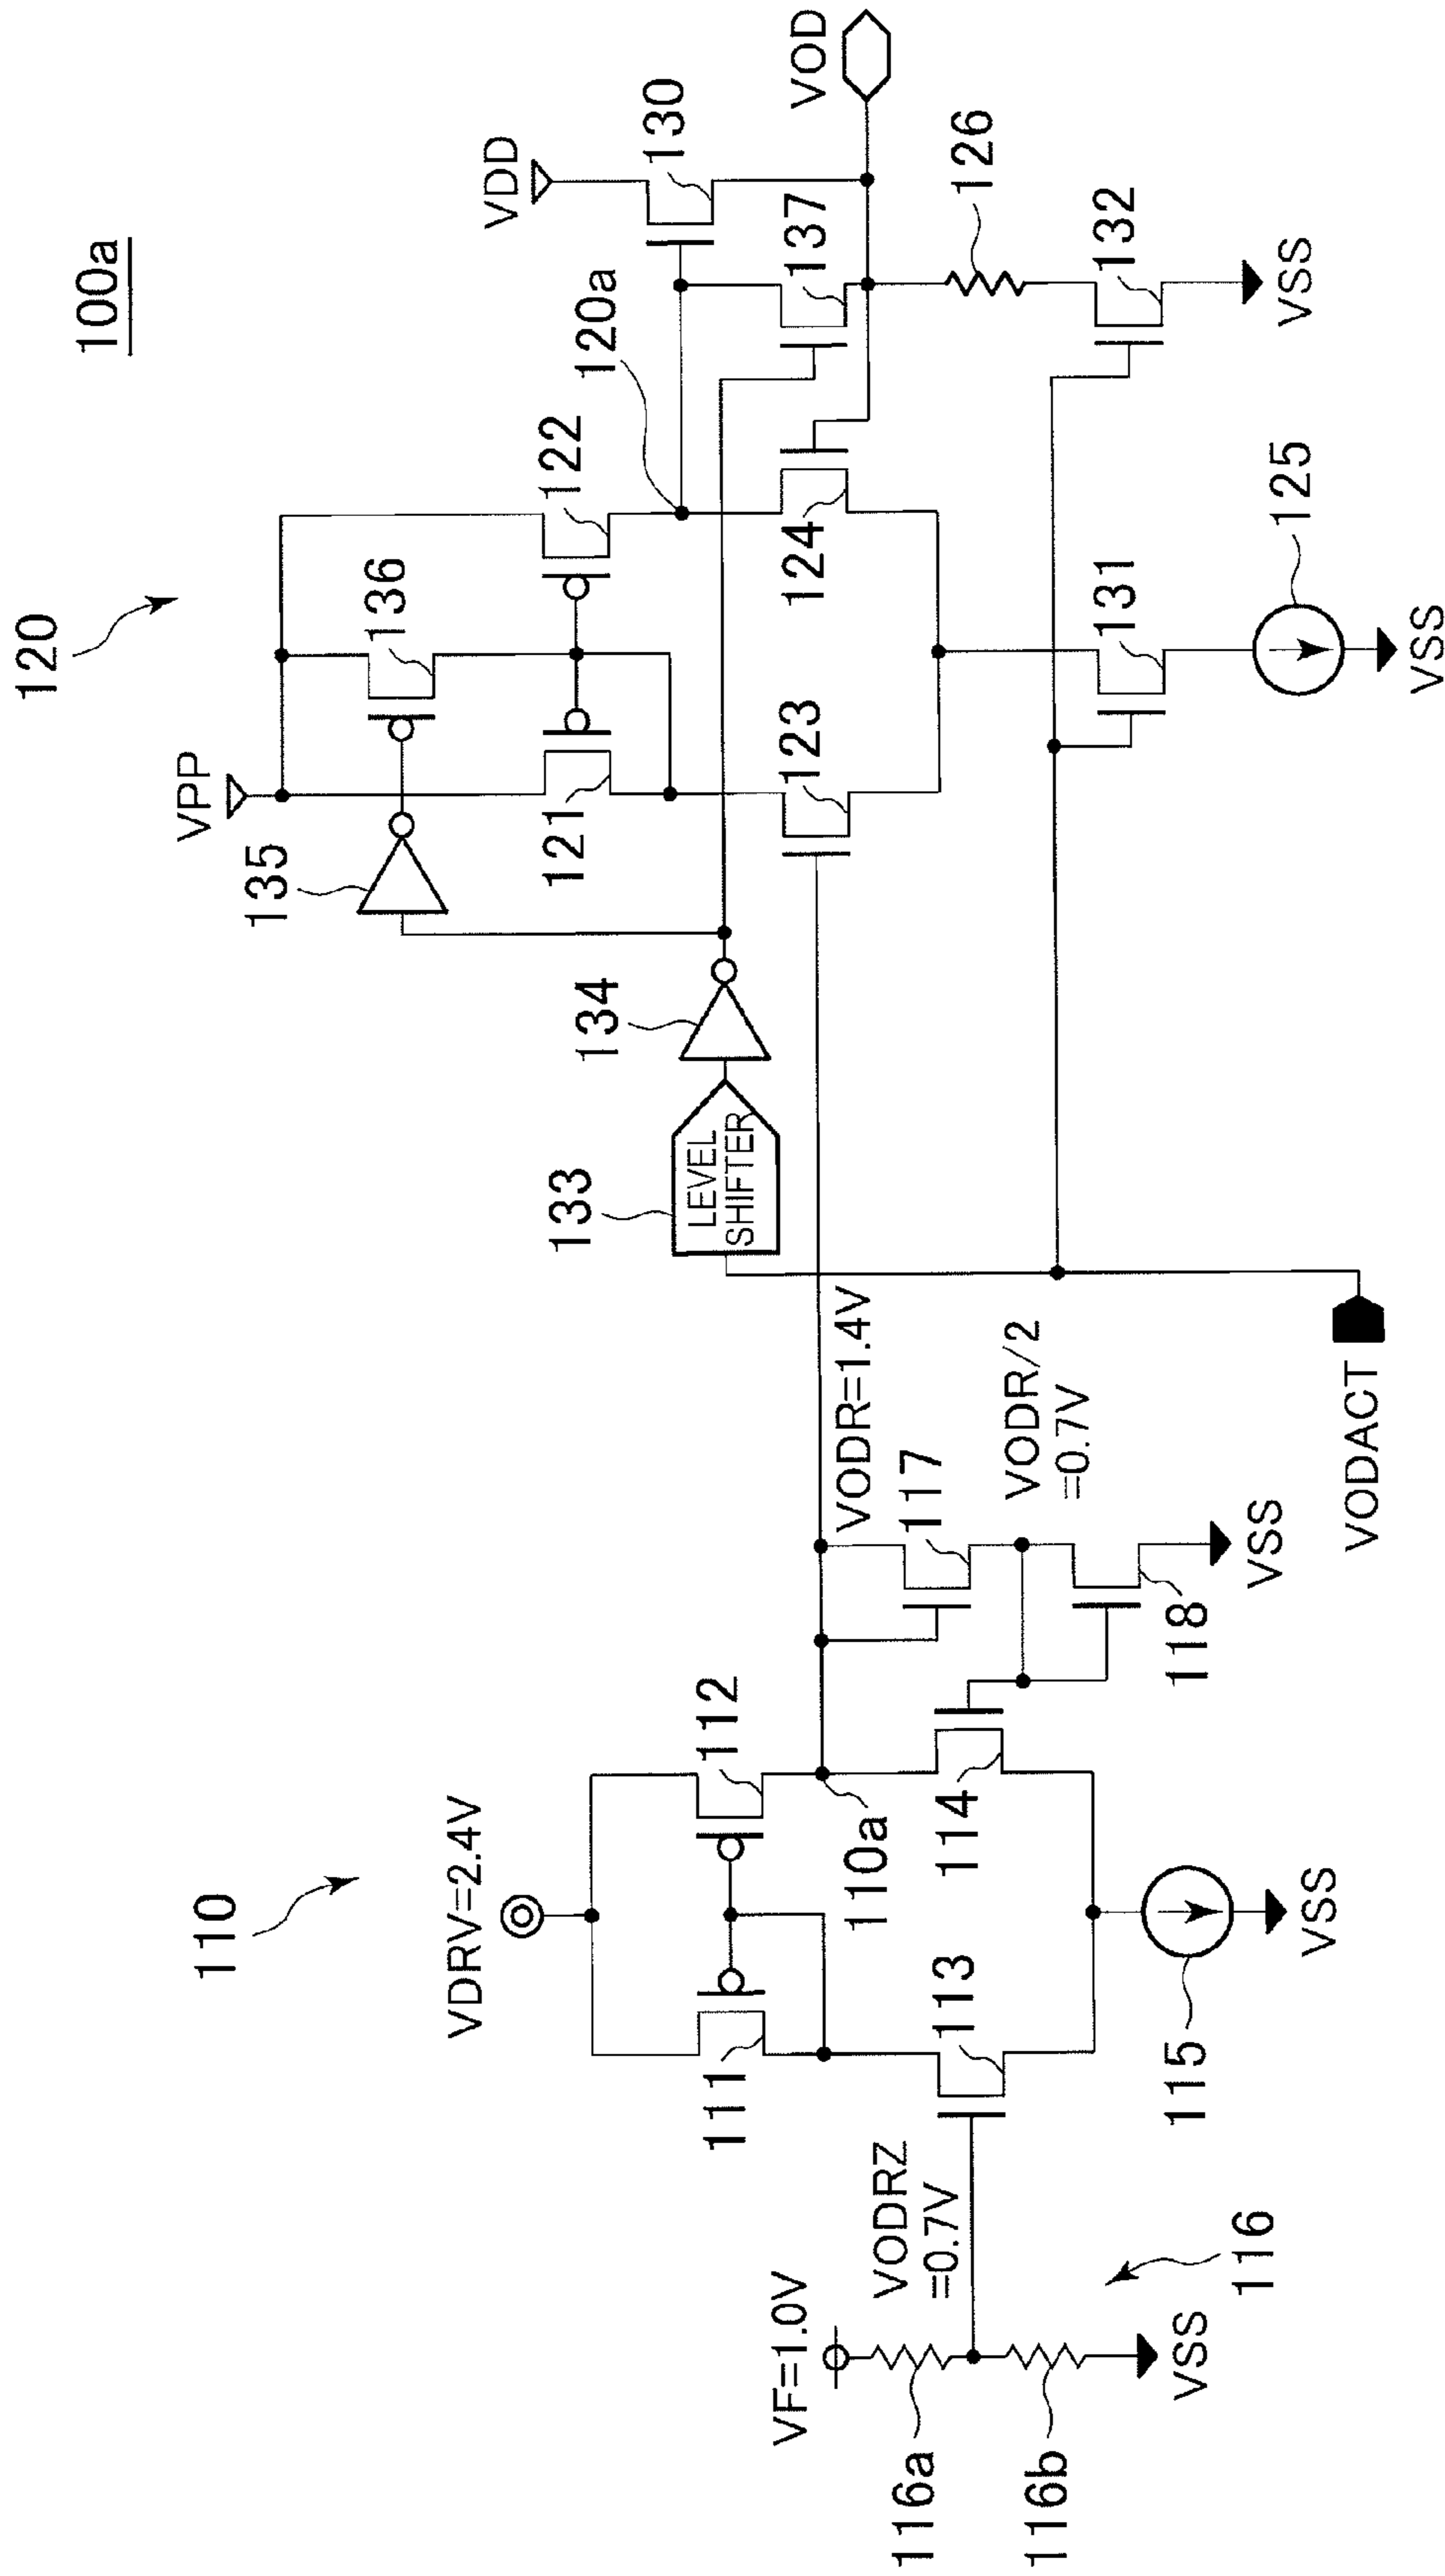 100a
120
110
VPP
VDD
135
136
121
122
120a
130
VOD
134
133
LEVEL
SHIFTER
123
124
137
126
131
132
125
VSS
VSS
VDRV=2.4V
111
112
110a
VODR=1.4V
113
114
117
VODR/2
=0.7V
118
VSS
115
VSS
VF=1.0V
VODRZ
=0.7V
116a
116b
116
VSS
VODACT